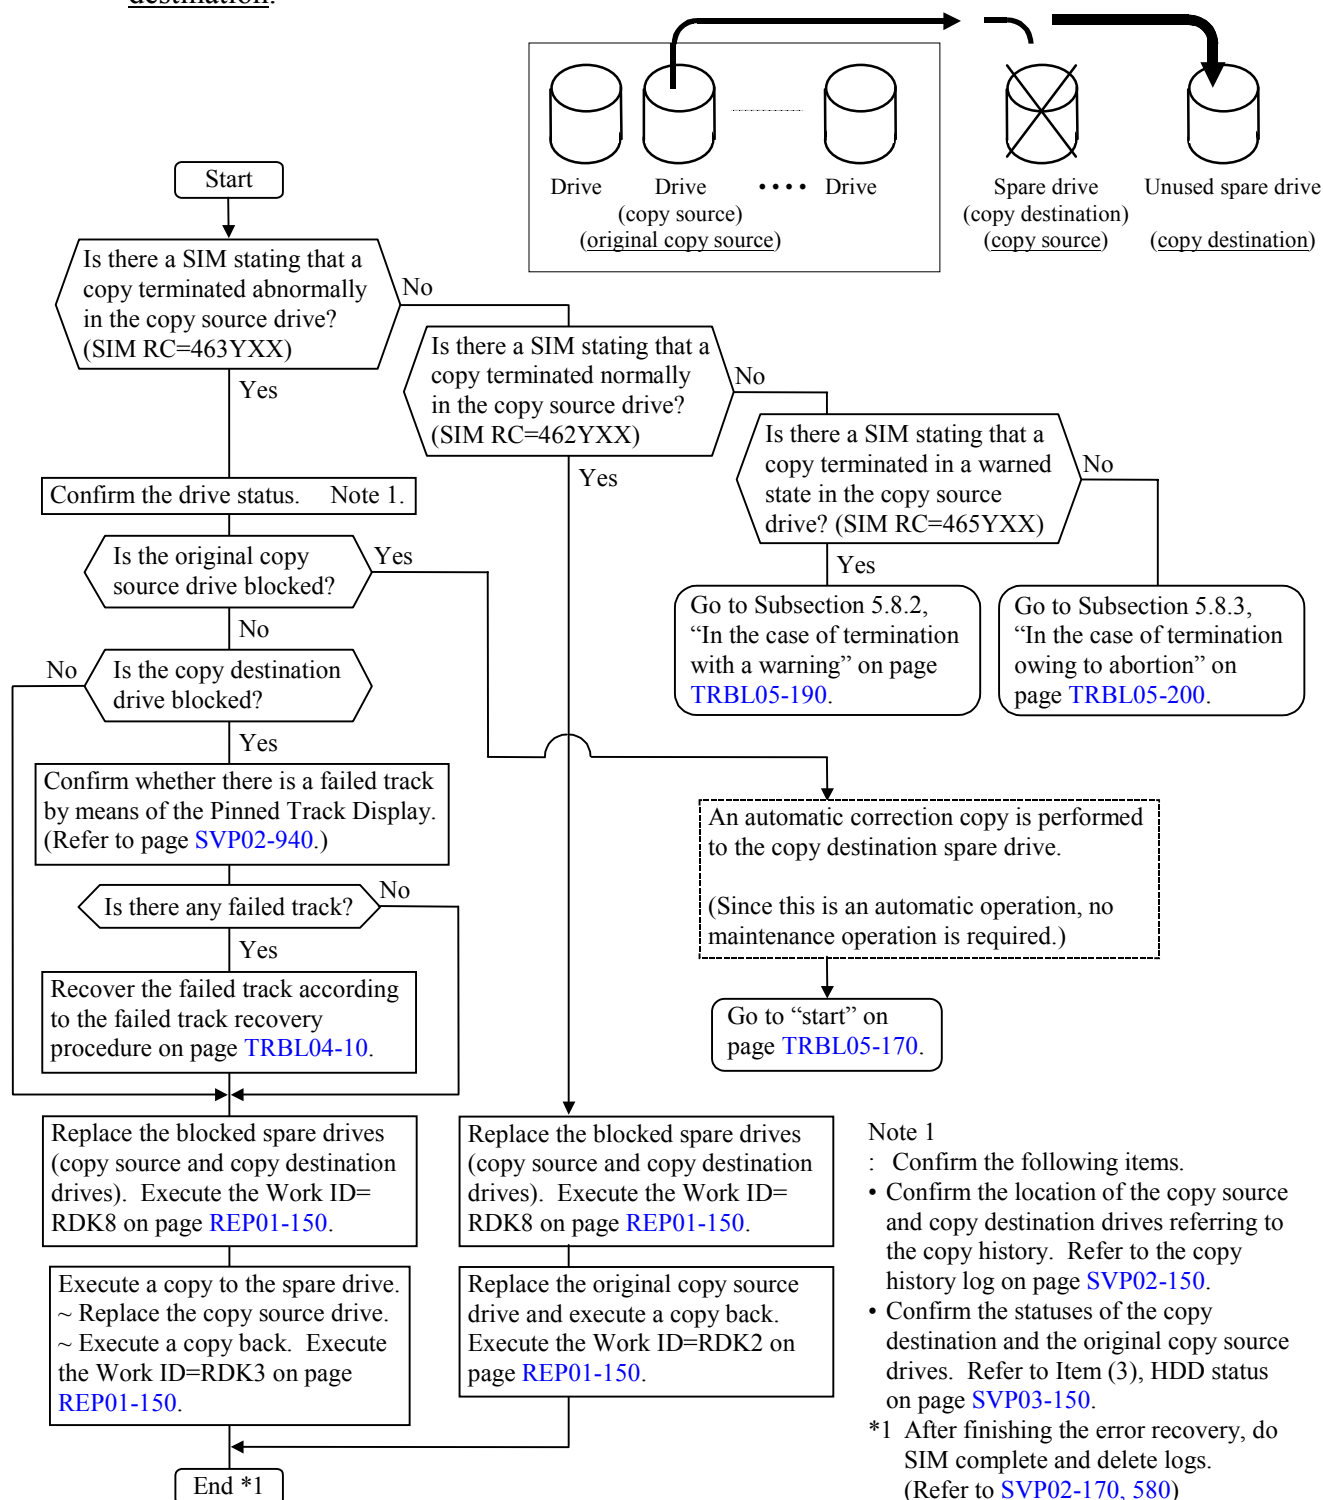 destination.
Drive
Drive
(copy source)
(original copy source)
• • • •
Drive
Spare drive
(copy destination)
(copy source)
Unused spare drive
(copy destination)
Start
Is there a SIM stating that a
copy terminated abnormally
in the copy source drive?
(SIM RC=463YXX)
No
Yes
Is there a SIM stating that a
copy terminated normally
in the copy source drive?
(SIM RC=462YXX)
No
Yes
Is there a SIM stating that a
copy terminated in a warned
state in the copy source
drive? (SIM RC=465YXX)
No
Yes
Confirm the drive status. Note 1.
Is the original copy
source drive blocked?
Yes
No
Go to Subsection 5.8.2,
“In the case of termination
with a warning” on page
TRBL05-190.
Go to Subsection 5.8.3,
“In the case of termination
owing to abortion” on
page TRBL05-200.
Is the copy destination
drive blocked?
No
Yes
Confirm whether there is a failed track
by means of the Pinned Track Display.
(Refer to page SVP02-940.)
An automatic correction copy is performed
to the copy destination spare drive.
(Since this is an automatic operation, no
maintenance operation is required.)
Is there any failed track?
No
Yes
Recover the failed track according
to the failed track recovery
procedure on page TRBL04-10.
Go to “start” on
page TRBL05-170.
Replace the blocked spare drives
(copy source and copy destination
drives). Execute the Work ID=
RDK8 on page REP01-150.
Replace the blocked spare drives
(copy source and copy destination
drives). Execute the Work ID=
RDK8 on page REP01-150.
Execute a copy to the spare drive.
~ Replace the copy source drive.
~ Execute a copy back. Execute
the Work ID=RDK3 on page
REP01-150.
Replace the original copy source
drive and execute a copy back.
Execute the Work ID=RDK2 on
page REP01-150.
End *1
Note 1
: Confirm the following items.
• Confirm the location of the copy source
and copy destination drives referring to
the copy history. Refer to the copy
history log on page SVP02-150.
• Confirm the statuses of the copy
destination and the original copy source
drives. Refer to Item (3), HDD status
on page SVP03-150.
*1 After finishing the error recovery, do
SIM complete and delete logs.
(Refer to SVP02-170, 580)